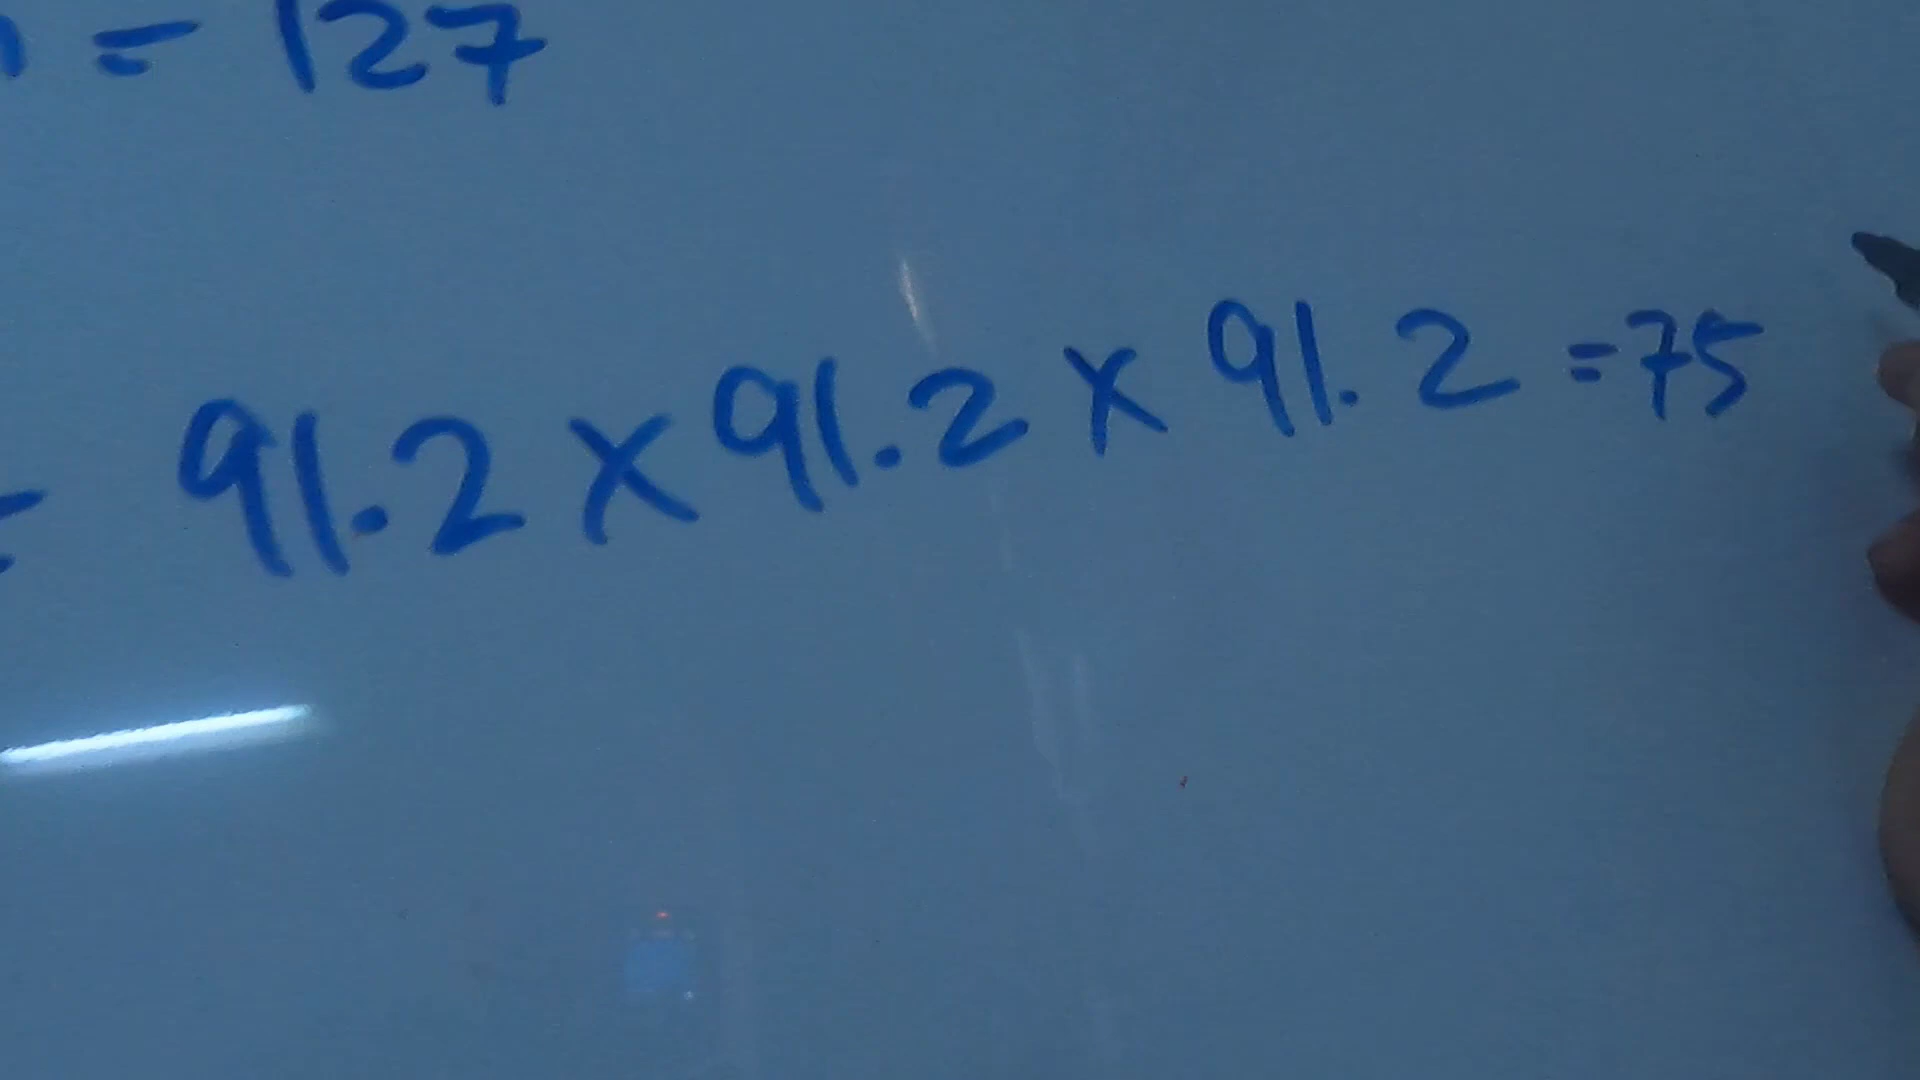 = 127
= 91.2 x 91.2 x 91.2 = 75